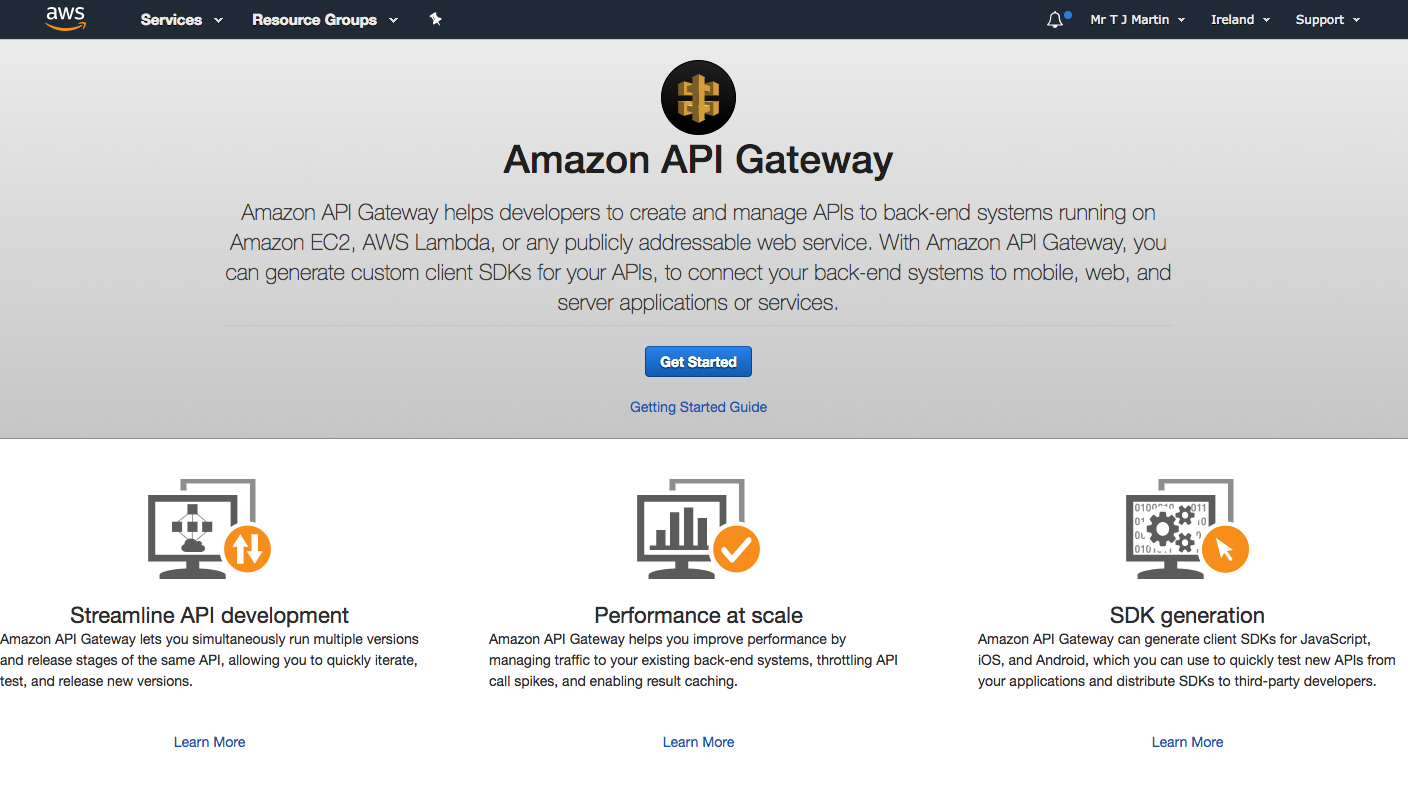 aws
Services
Resource Groups
Mr T J Martin
Ireland
Support
Amazon API Gateway
Amazon API Gateway helps developers to create and manage APIs to back-end systems running on
Amazon EC2, AWS Lambda, or any publicly addressable web service. With Amazon API Gateway, you
can generate custom client SDKs for your APIs, to connect your back-end systems to mobile, web, and
server applications or services.
Get Started
Getting Started Guide
Streamline API development
Amazon API Gateway lets you simultaneously run multiple versions
and release stages of the same API, allowing you to quickly iterate,
test, and release new versions.
Learn More
Performance at scale
Amazon API Gateway helps you improve performance by
managing traffic to your existing back-end systems, throttling API
call spikes, and enabling result caching.
Learn More
SDK generation
Amazon API Gateway can generate client SDKs for JavaScript,
iOS, and Android, which you can use to quickly test new APIs from
your applications and distribute SDKs to third-party developers.
Learn More